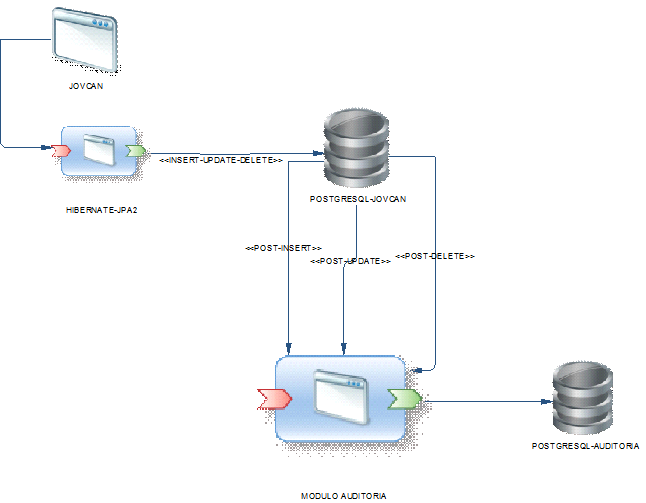 JOVCAN
<<INSERT-UPDATE-DELETE>>
POSTGRESQL-JOVCAN
HIBERNATE-JPA2
<<POST-INSERT>>
<<POST-UPDATE>>
<<POST-DELETE>>
POSTGRESQL-AUDITORIA
MODULO AUDITORIA